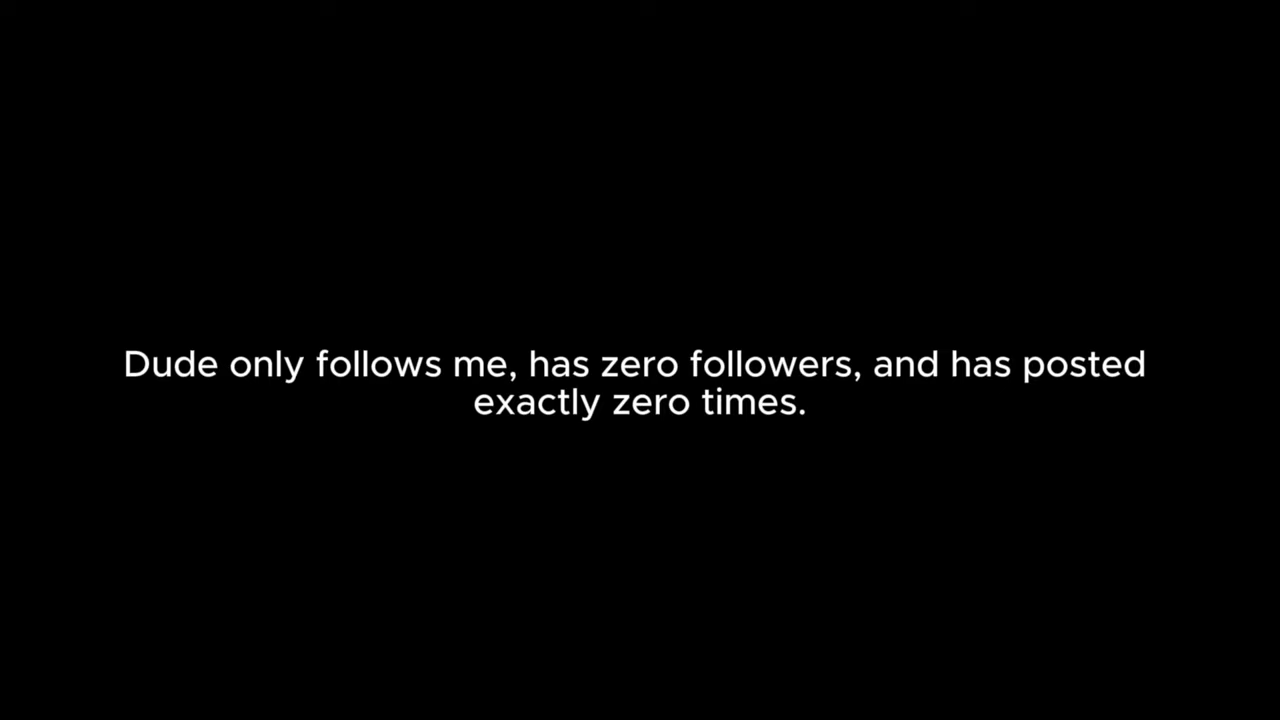 Dude only follows me, has zero followers, and has posted
exactly zero times.